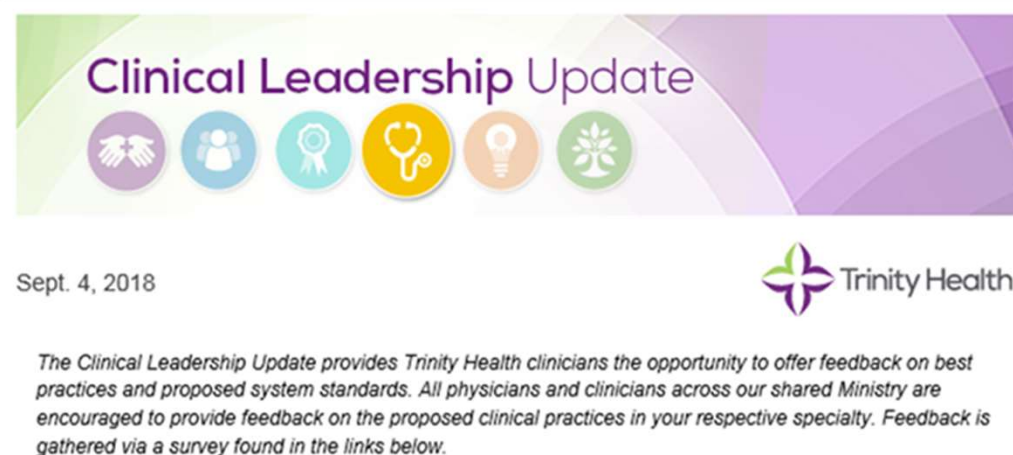 Clinical Leadership Update
Sept. 4, 2018
Trinity Health
The Clinical Leadership Update provides Trinity Health clinicians the opportunity to offer feedback on best
practices and proposed system standards. All physicians and clinicians across our shared Ministry are
encouraged to provide feedback on the proposed clinical practices in your respective specialty. Feedback is
gathered via a survey found in the links below.